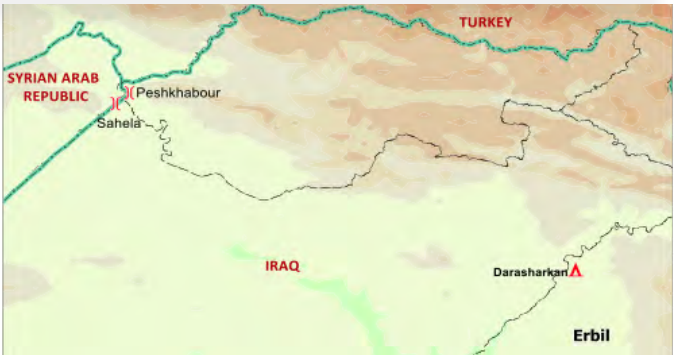 TURKEY
SYRIAN ARAB
REPUBLIC
Peshkhabour
Sahela
IRAQ
Darasharkan
Erbil